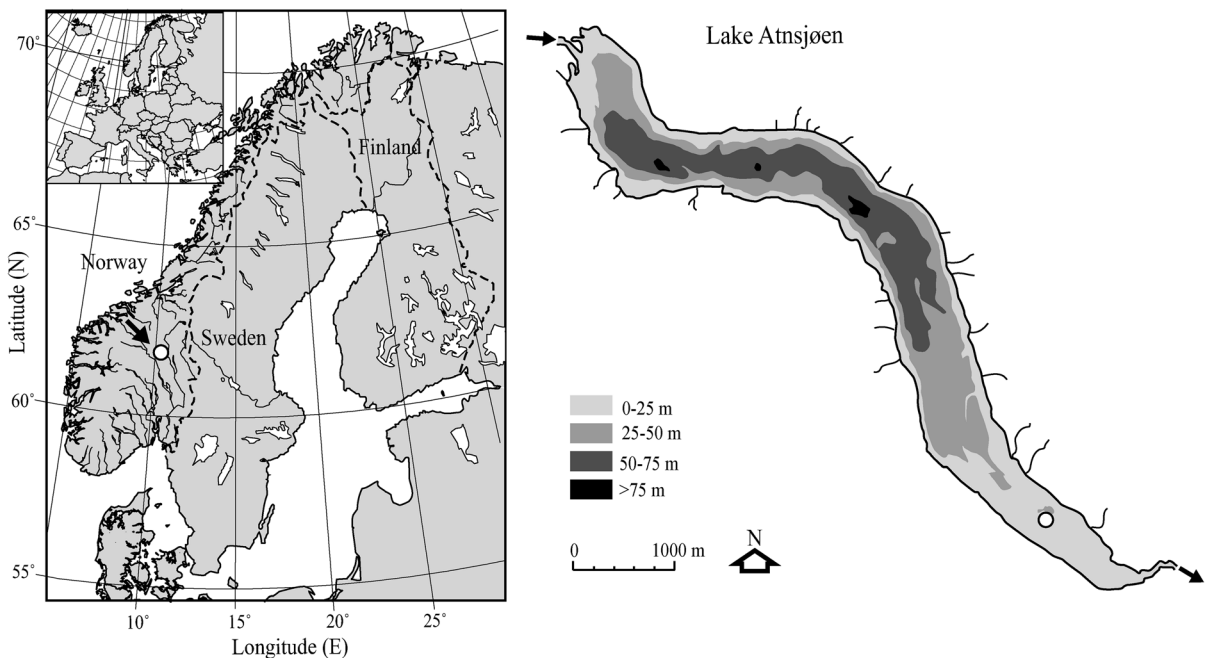 70°
65°
60°
55°
Latitude (N)
10°
15°
20°
25°
Longitude (E)
Norway
Sweden
Finland
Lake Atnsjøen
0-25 m
25-50 m
50-75 m
>75 m
0 1000 m
N